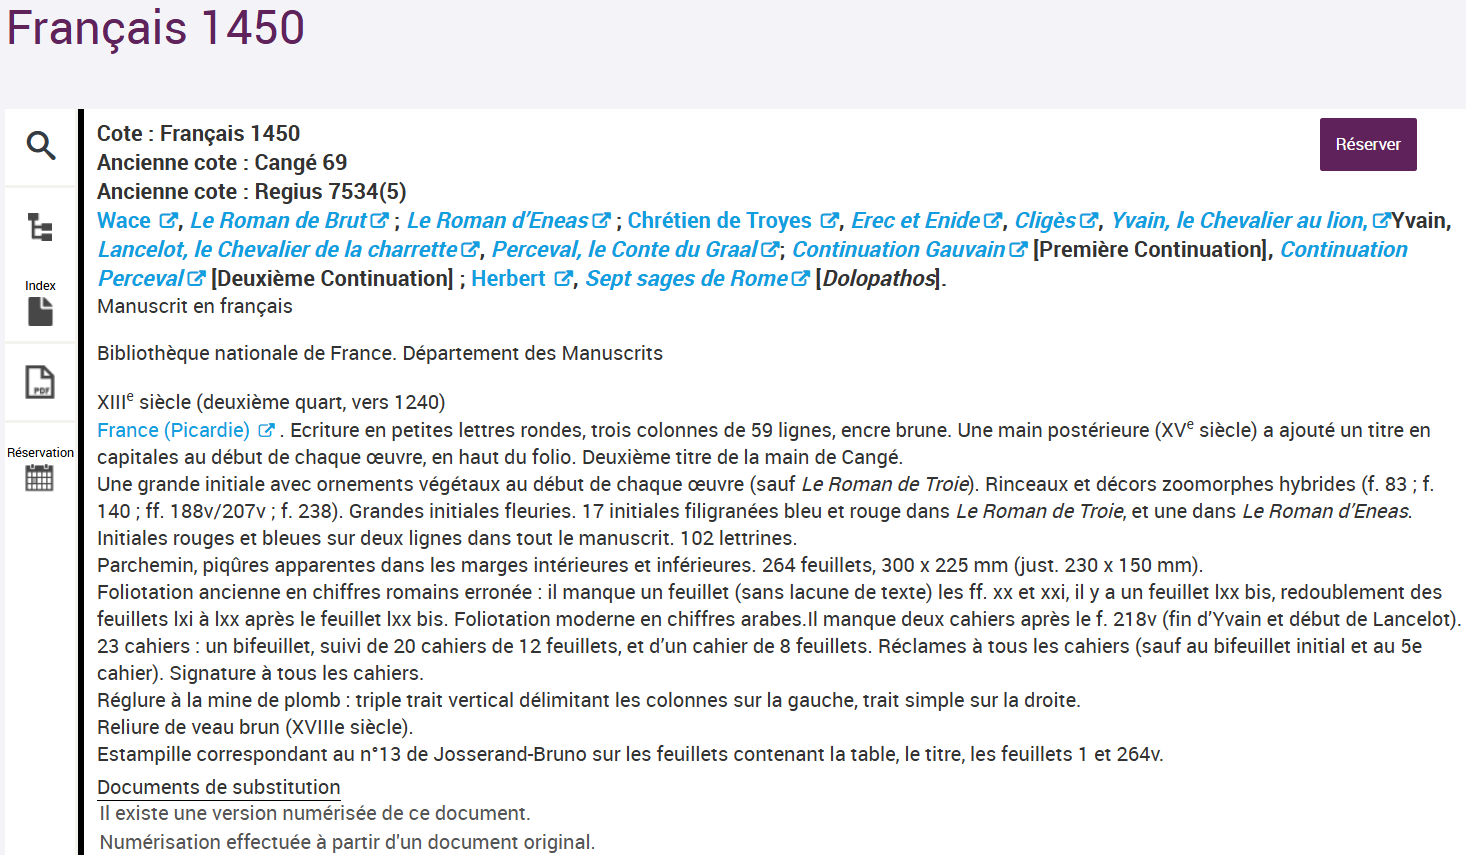 Français 1450
Cote : Français 1450
Réserver
Ancienne cote : Cangé 69
Ancienne cote : Regius 7534(5)
Wace , Le Roman de Brut ; Le Roman d’Eneas ; Chrétien de Troyes , Erec et Enide , Cligès , Yvain, le Chevalier au lion, Yvain,
Lancelot, le Chevalier de la charrette , Perceval, le Conte du Graal ; Continuation Gauvain [Première Continuation], Continuation
Perceval [Deuxième Continuation] ; Herbert , Sept sages de Rome [Dolopathos].
Index
Manuscrit en français
Bibliothèque nationale de France. Département des Manuscrits
PDF
XIIIe siècle (deuxième quart, vers 1240)
France (Picardie) . Ecriture en petites lettres rondes, trois colonnes de 59 lignes, encre brune. Une main postérieure (XVe siècle) a ajouté un titre en
Réservation
capitales au début de chaque œuvre, en haut du folio. Deuxième titre de la main de Cangé.
Une grande initiale avec ornements végétaux au début de chaque œuvre (sauf Le Roman de Troie). Rinceaux et décors zoomorphes hybrides (f. 83 ; f.
140 ; ff. 188v/207v ; f. 238). Grandes initiales fleuries. 17 initiales filigranées bleu et rouge dans Le Roman de Troie, et une dans Le Roman d’Eneas.
Initiales rouges et bleues sur deux lignes dans tout le manuscrit. 102 lettrines.
Parchemin, piqûres apparentes dans les marges intérieures et inférieures. 264 feuillets, 300 x 225 mm (just. 230 x 150 mm).
Foliotation ancienne en chiffres romains erronée : il manque un feuillet (sans lacune de texte) les ff. xx et xxi, il y a un feuillet lxx bis, redoublement des
feuillets lxi à lxx après le feuillet lxx bis. Foliotation moderne en chiffres arabes.Il manque deux cahiers après le f. 218v (fin d’Yvain et début de Lancelot).
23 cahiers : un bifeuillet, suivi de 20 cahiers de 12 feuillets, et d’un cahier de 8 feuillets. Réclames à tous les cahiers (sauf au bifeuillet initial et au 5e
cahier). Signature à tous les cahiers.
Réglure à la mine de plomb : triple trait vertical délimitant les colonnes sur la gauche, trait simple sur la droite.
Reliure de veau brun (XVIIIe siècle).
Estampille correspondant au n°13 de Josserand-Bruno sur les feuillets contenant la table, le titre, les feuillets 1 et 264v.
Documents de substitution
Il existe une version numérisée de ce document.
Numérisation effectuée à partir d'un document original.